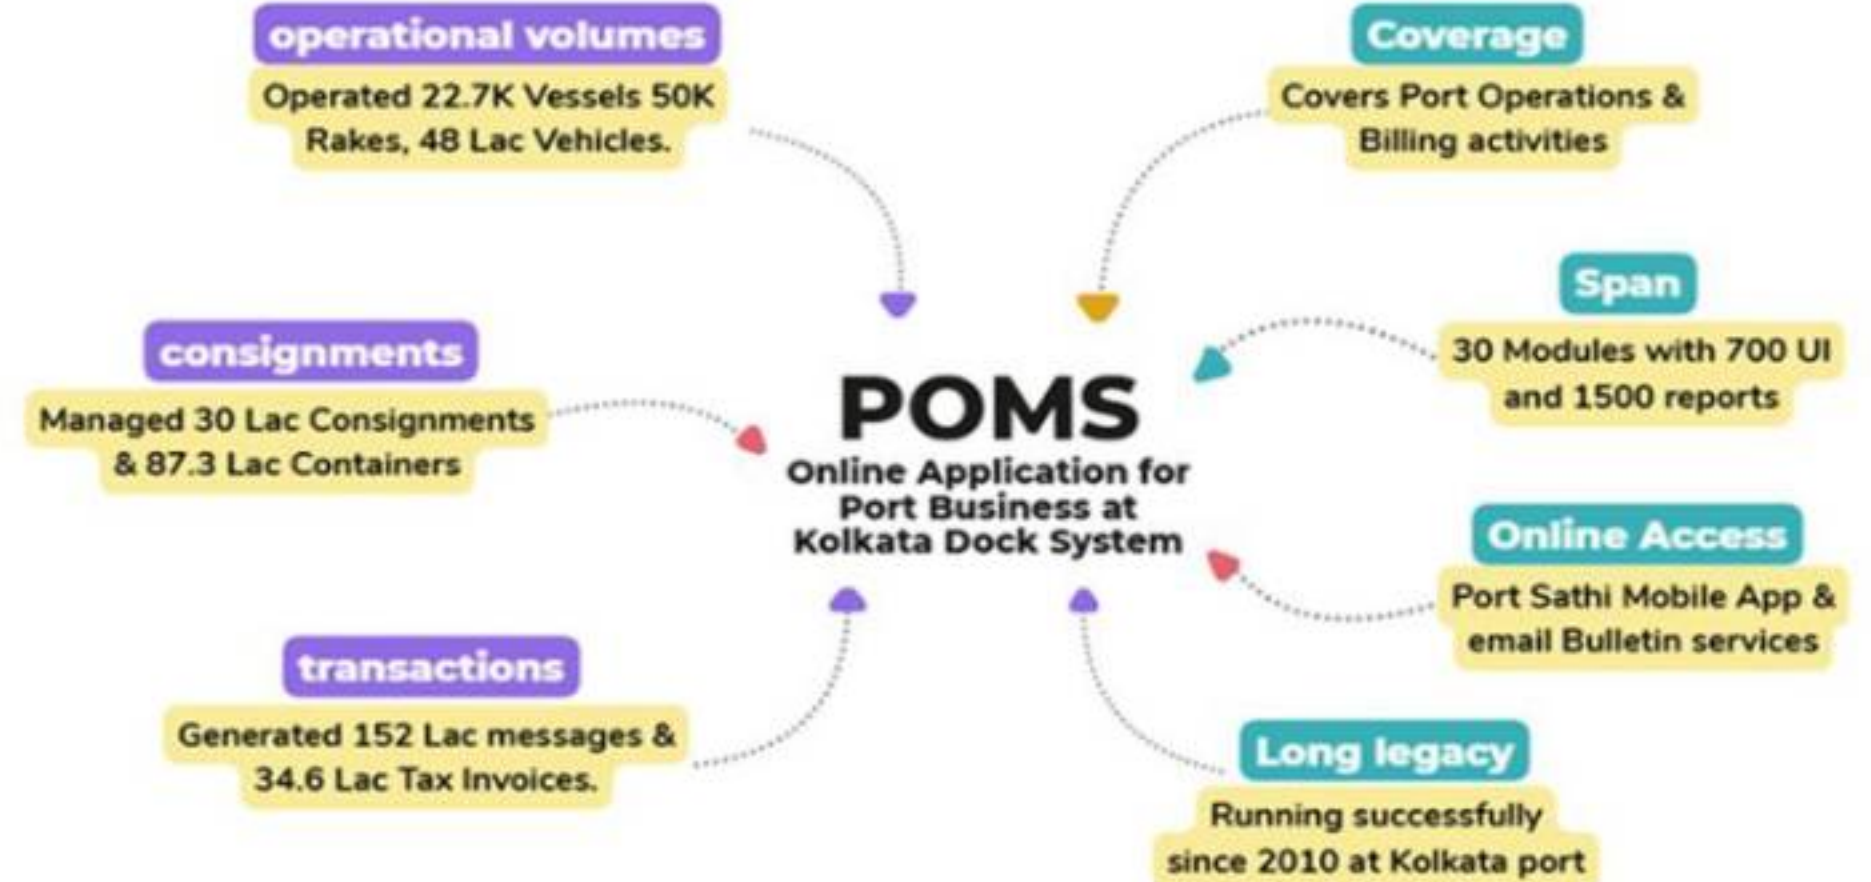 operational volumes
Operated 22.7K Vessels 50K
Rakes, 48 Lac Vehicles.
consignments
Managed 30 Lac Consignments
& 87.3 Lac Containers
transactions
Generated 152 Lac messages &
34.6 Lac Tax Invoices.
POMS
Online Application for
Port Business at
Kolkata Dock System
Coverage
Covers Port Operations &
Billing activities
Span
30 Modules with 700 UI
and 1500 reports
Online Access
Port Sathi Mobile App &
email Bulletin services
Long legacy
Running successfully
since 2010 at Kolkata port